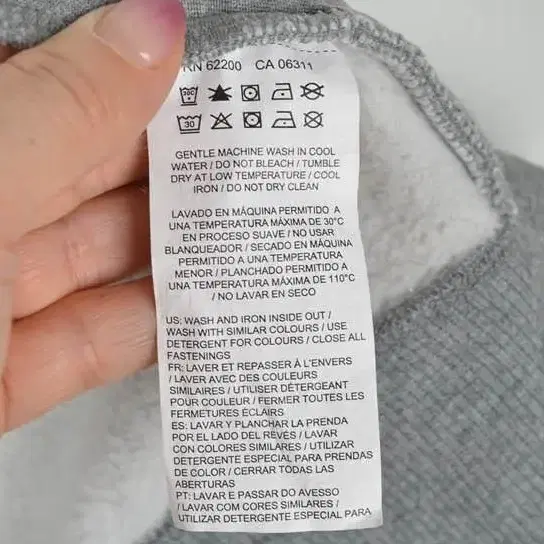 RN 62200 CA 06311
30C
30
GENTLE MACHINE WASH IN COOL
WATER / DO NOT BLEACH / TUMBLE
DRY AT LOW TEMPERATURE / COOL
IRON / DO NOT DRY CLEAN
LAVADO EN MÁQUINA PERMITIDO A
UNA TEMPERATURA MÁXIMA DE 30°C
EN PROCESO SUAVE / NO USAR
BLANQUEADOR / SECADO EN MÁQUINA
PERMITIDO A UNA TEMPERATURA
MENOR / PLANCHADO PERMITIDO A
UNA TEMPERATURA MÁXIMA DE 110°C
/ NO LAVAR EN SECO
US: WASH AND IRON INSIDE OUT /
WASH WITH SIMILAR COLOURS / USE
DETERGENT FOR COLOURS / CLOSE ALL
FASTENINGS
FR: LAVER ET REPASSER À L'ENVERS
/ LAVER AVEC DES COULEURS
SIMILAIRES / UTILISER DÉTERGENT
POUR COULEUR / FERMER TOUTES LES
FERMETURES ÉCLAIRS
ES: LAVAR Y PLANCHAR LA PRENDA
POR EL LADO DEL REVÉS / LAVAR
CON COLORES SIMILARES / UTILIZAR
DETERGENTE ESPECIAL PARA PRENDAS
DE COLOR / CERRAR TODAS LAS
ABERTURAS
PT: LAVAR E PASSAR DO AVESSO
/ LAVAR COM CORES SIMILARES /
UTILIZAR DETERGENTE ESPECIAL PARA